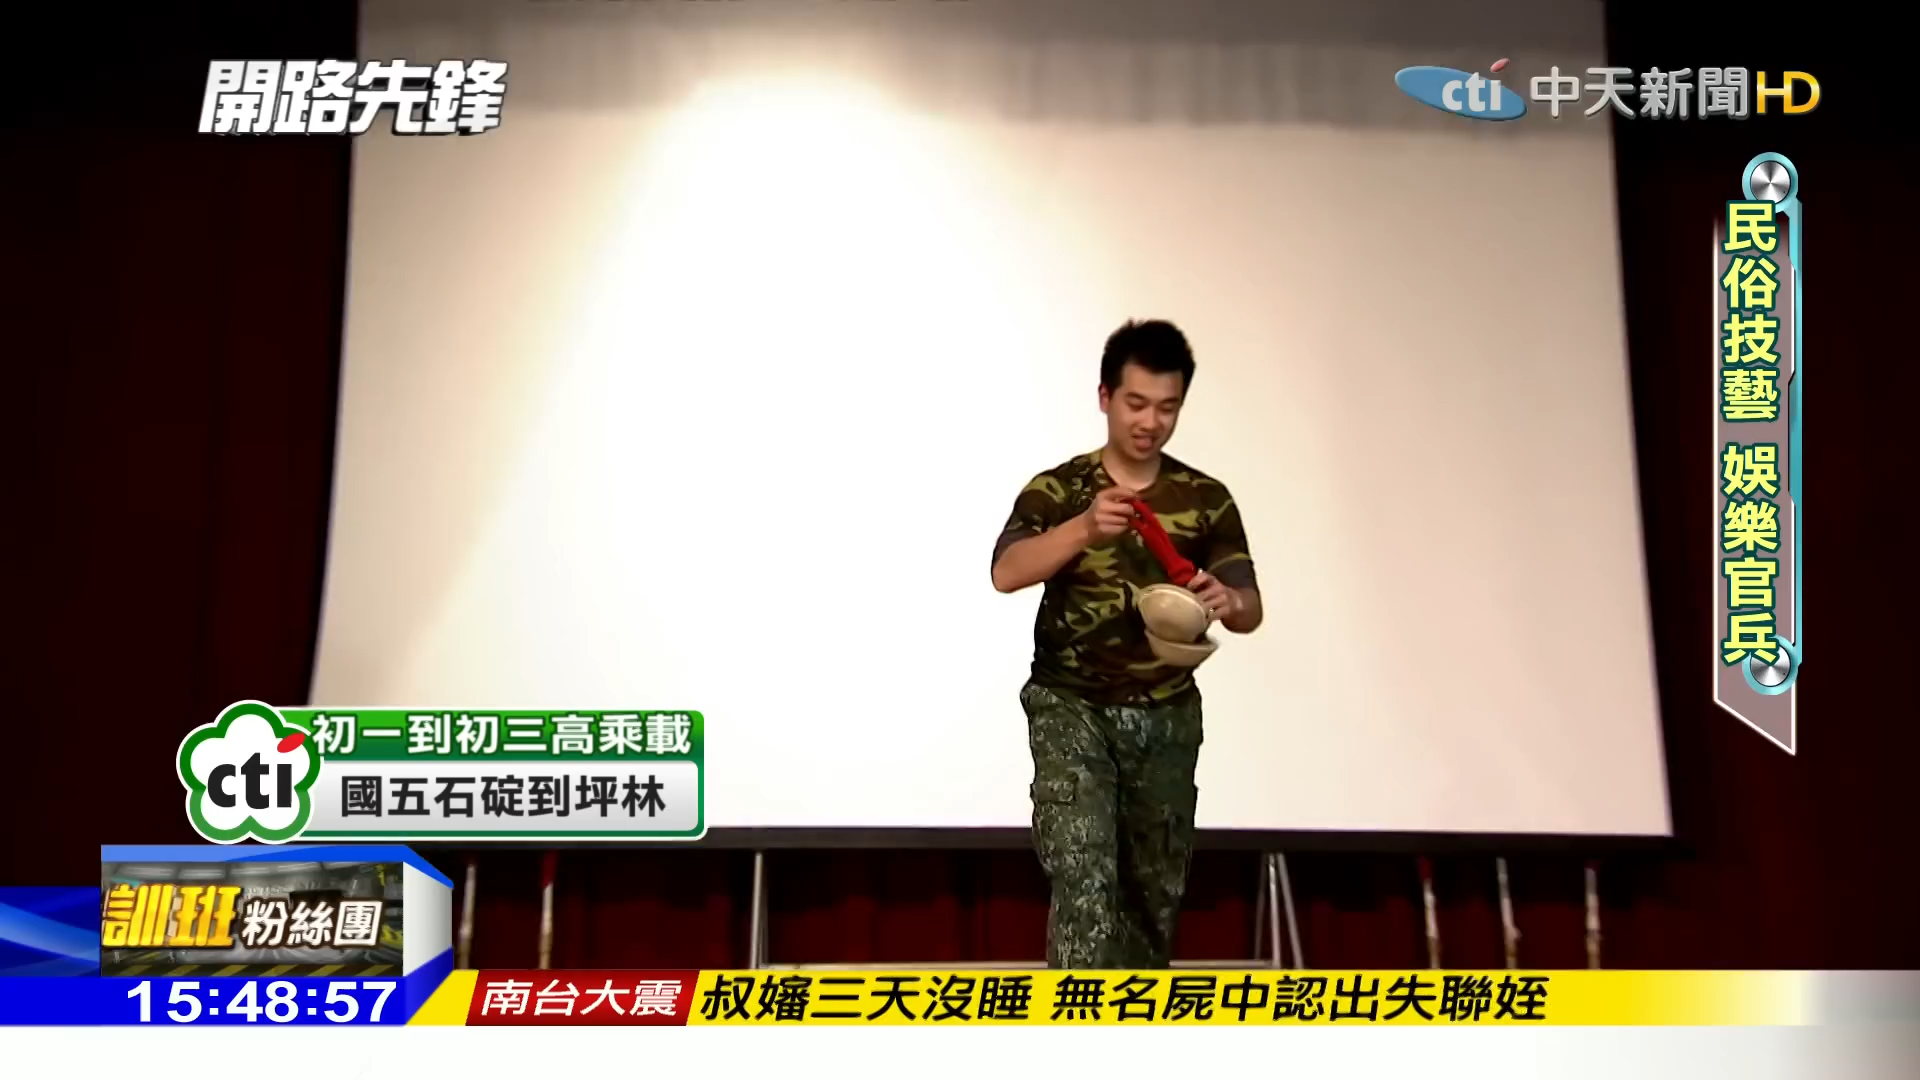 開路先鋒
cti 中天新聞HD
民俗技藝 娛樂官兵
初一到初三高乘載
cti
國五石碇到坪林
訓班粉絲團
15:48:57
南台大震 叔嬸三天沒睡 無名屍中認出失聯姪